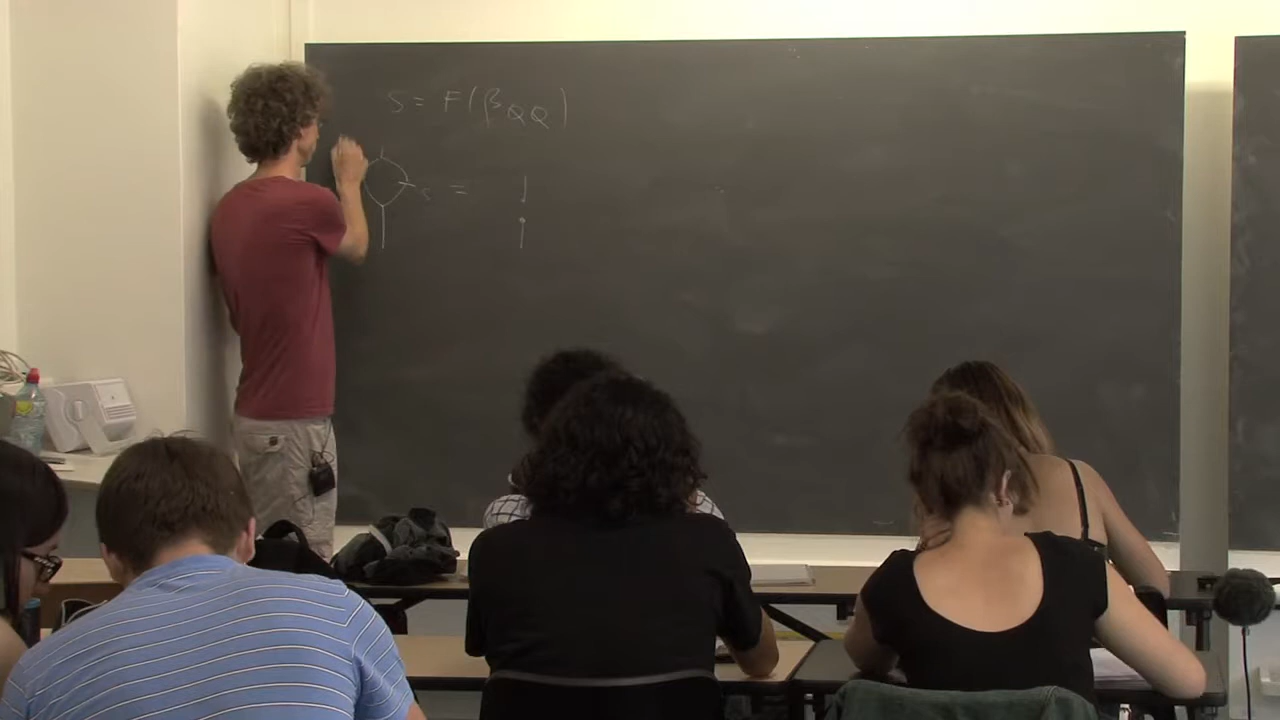 S = F(β_QQ)
S =